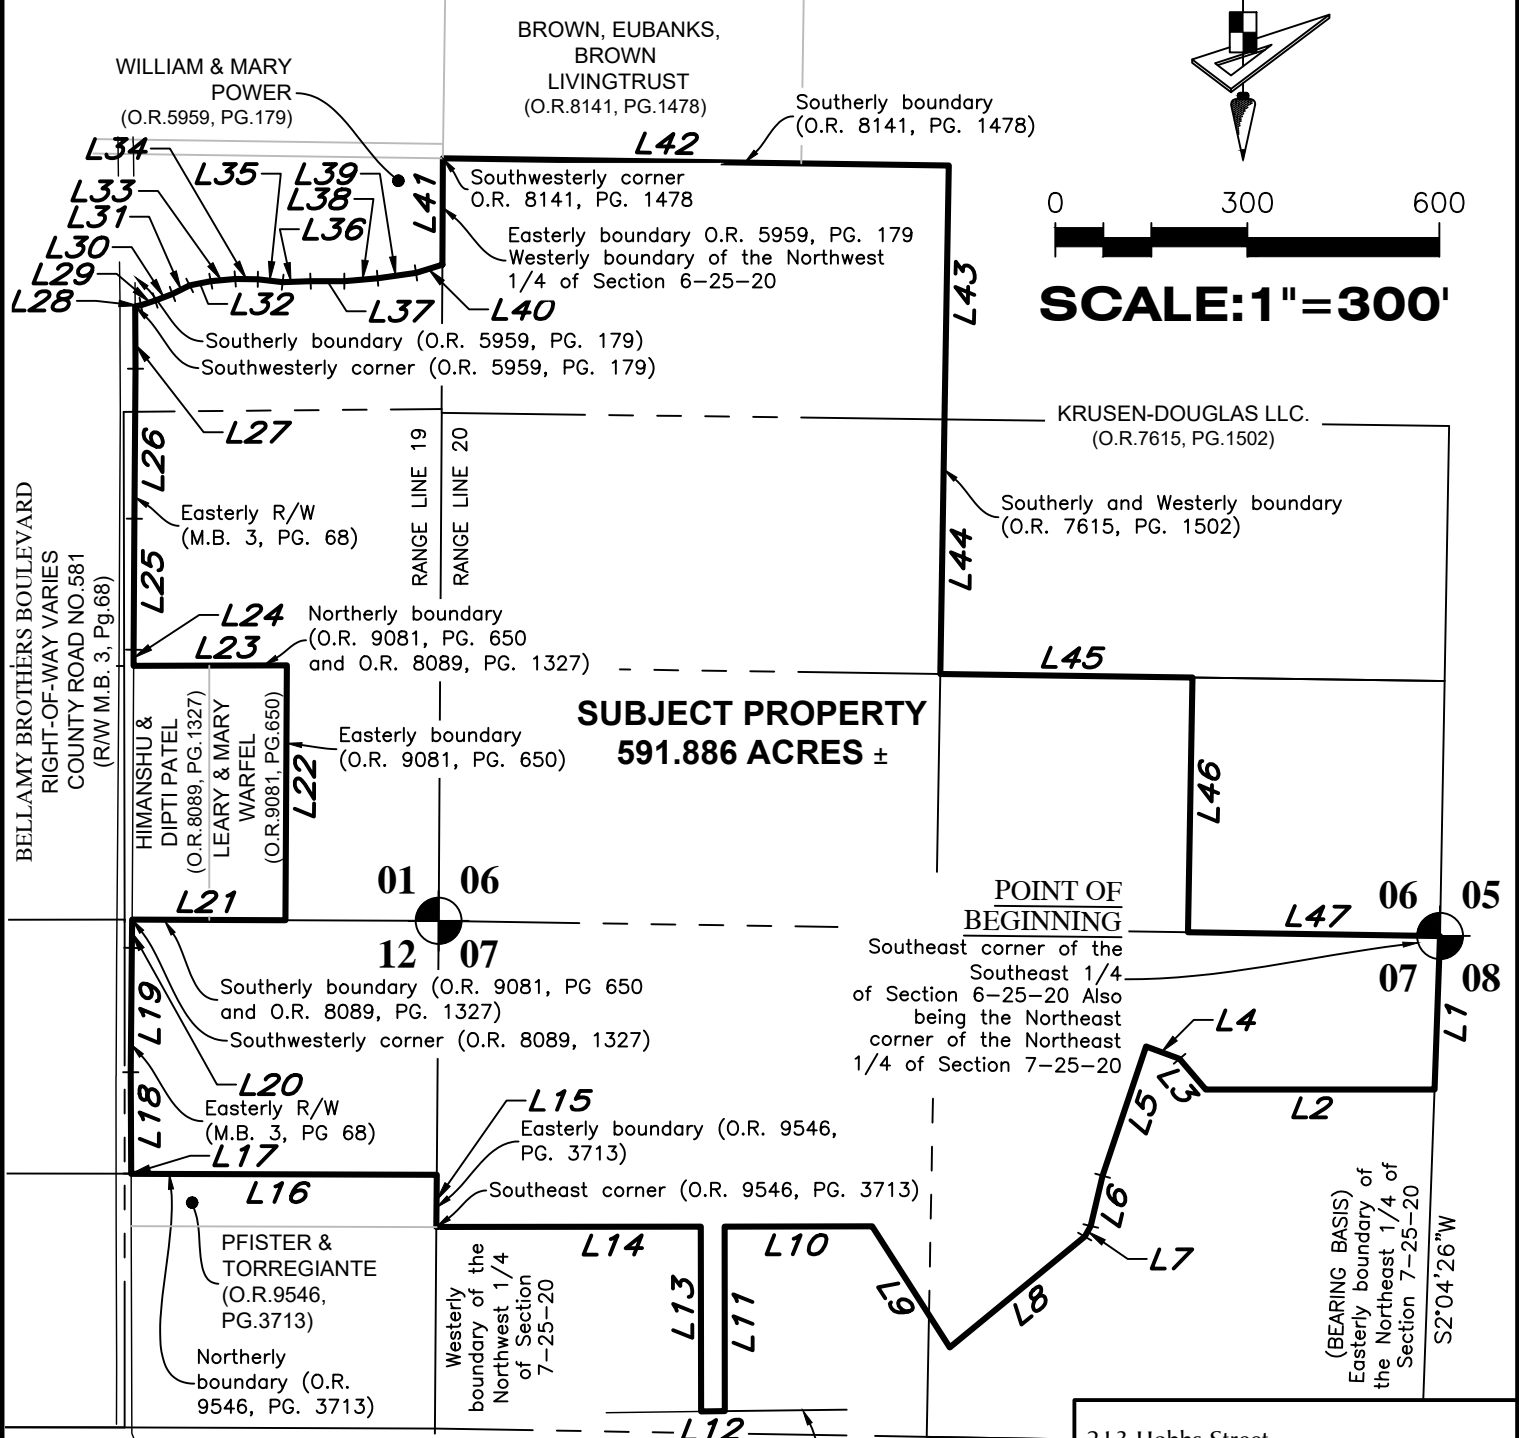 BROWN, EUBANKS,
BROWN
LIVINGTRUST
(O.R.8141, PG.1478)
WILLIAM & MARY
POWER
(O.R.5959, PG.179)
Southerly boundary
(O.R. 8141, PG. 1478)
L42
L34
L35
L39
L33
L38
L31
L36
L30
L29
L28
L32
L37
L40
L41
Southwesterly corner
O.R. 8141, PG. 1478
Easterly boundary O.R. 5959, PG. 179
Westerly boundary of the Northwest
1/4 of Section 6-25-20
0 300 600
SCALE:1"=300'
L43
Southerly boundary (O.R. 5959, PG. 179)
Southwesterly corner (O.R. 5959, PG. 179)
L27
L26
KRUSEN-DOUGLAS LLC.
(O.R.7615, PG.1502)
RANGE LINE 19
RANGE LINE 20
Easterly R/W
(M.B. 3, PG. 68)
Southerly and Westerly boundary
(O.R. 7615, PG. 1502)
L44
L25
BELLAMY BROTHERS BOULEVARD
RIGHT-OF-WAY VARIES
COUNTY ROAD NO.581
(R/W M.B. 3, Pg.68)
L24
L23
Northerly boundary
(O.R. 9081, PG. 650
and O.R. 8089, PG. 1327)
L45
SUBJECT PROPERTY
591.886 ACRES ±
HIMANSHU &
DIPTI PATEL
(O.R.8089, PG.1327)
LEARY & MARY
WARFEL
(O.R.9081, PG.650)
Easterly boundary
(O.R. 9081, PG. 650)
L22
L46
L21
01 06
12 07
POINT OF
BEGINNING
Southeast corner of the
Southeast 1/4
of Section 6-25-20 Also
being the Northeast
corner of the Northeast
1/4 of Section 7-25-20
L47
06 05
07 08
L1
Southerly boundary (O.R. 9081, PG 650
and O.R. 8089, PG. 1327)
Southwesterly corner (O.R. 8089, 1327)
L19
L20
L18
Easterly R/W
(M.B. 3, PG 68)
L17
L15
Easterly boundary (O.R. 9546,
PG. 3713)
Southeast corner (O.R. 9546, PG. 3713)
L4
L3
L2
L5
L6
L7
L16
PFISTER &
TORREGIANTE
(O.R.9546,
PG.3713)
Northerly
boundary (O.R.
9546, PG. 3713)
Westerly
boundary of the
Northwest 1/4
of Section
7-25-20
L14
L13
L10
L11
L9
L8
L12
(BEARING BASIS)
Easterly boundary of
the Northeast 1/4 of
Section 7-25-20
S2°04'26"W
213 Hobbs Street